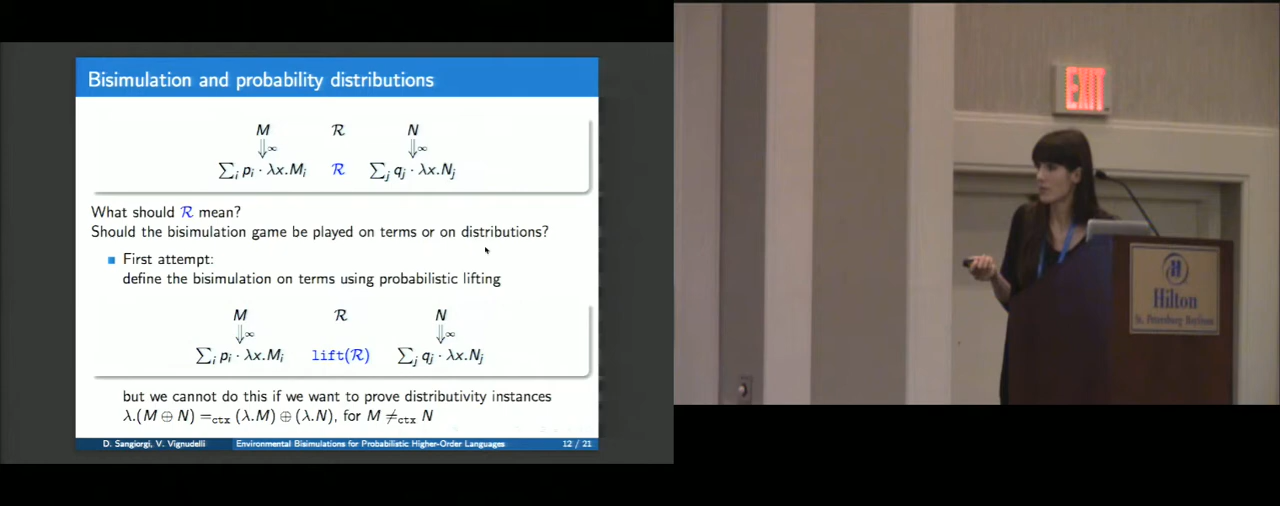 Bisimulation and probability distributions
M R N
⇓∞ ⇓∞
∑i pi · λx.Mi R ∑j qj · λx.Nj
What should R mean?
Should the bisimulation game be played on terms or on distributions?
First attempt:
define the bisimulation on terms using probabilistic lifting
M R N
⇓∞ ⇓∞
∑i pi · λx.Mi lift(R) ∑j qj · λx.Nj
but we cannot do this if we want to prove distributivity instances
λ.(M ⊕ N) =ctx (λ.M) ⊕ (λ.N), for M ≠ctx N
D. Sangiorgi, V. Vignudelli Environmental Bisimulations for Probabilistic Higher-Order Languages 12 / 21
EXIT
H
Hilton
St. Petersburg Bayfront